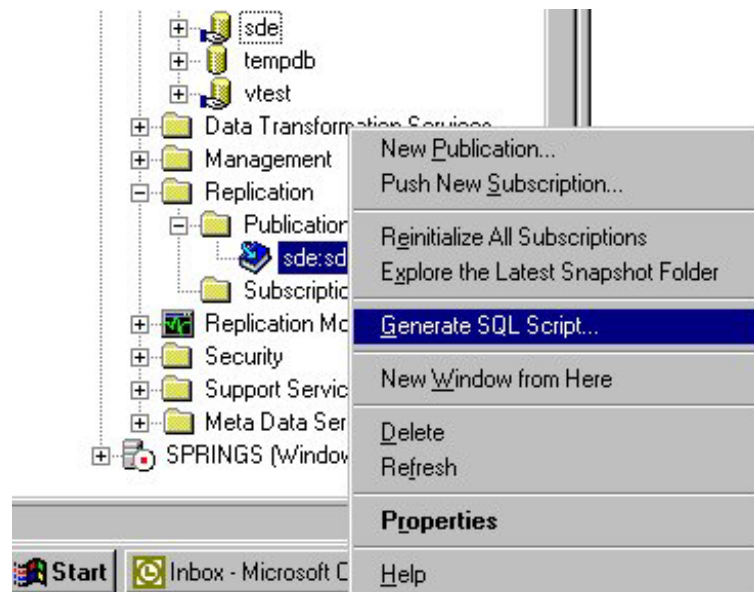 sde
tempdb
vtest
Data Transformation Services
Management
Replication
Publication
sde:sd
Subscriptic
Replication Mo
Security
Support Servic
Meta Data Ser
SPRINGS (Window
New Publication...
Push New Subscription...
Reinitialize All Subscriptions
Explore the Latest Snapshot Folder
Generate SQL Script...
New Window from Here
Delete
Refresh
Properties
Help
Start
Inbox - Microsoft O